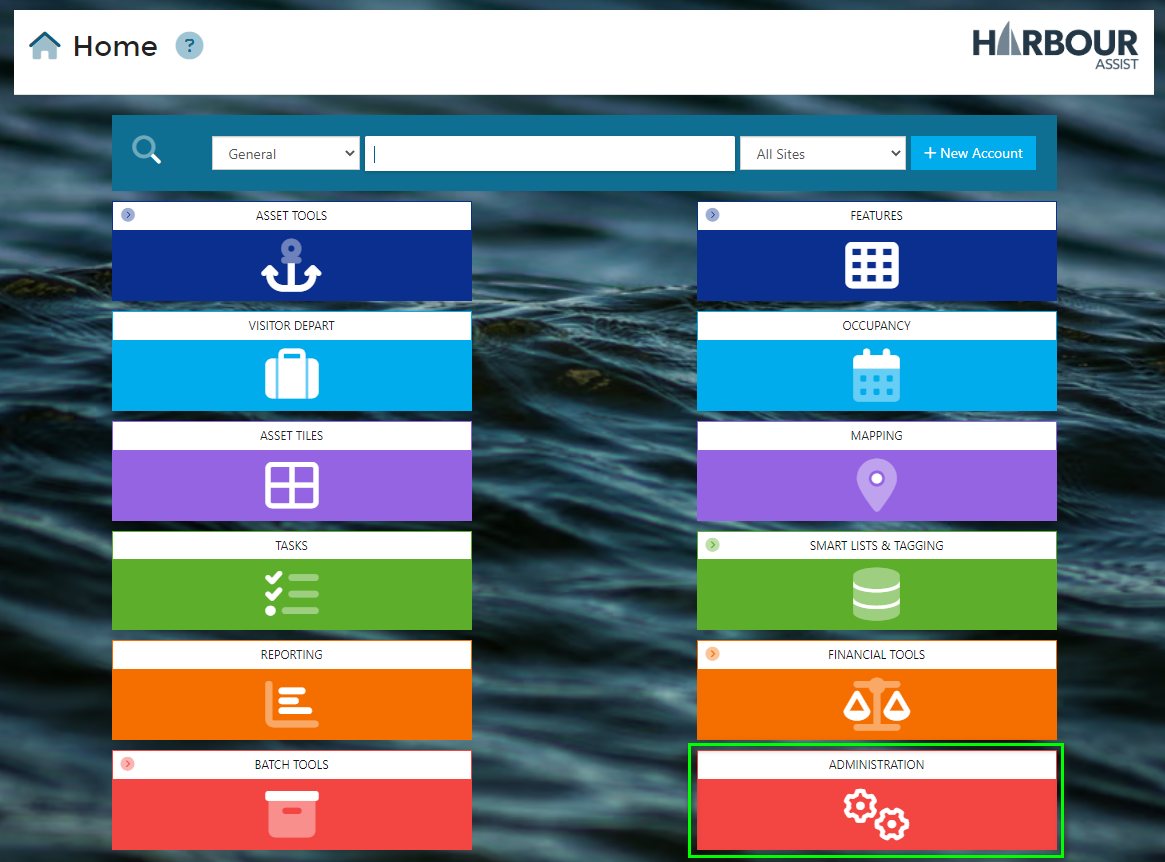 Home
?
HARBOUR
ASSIST
General
All Sites
+ New Account
ASSET TOOLS
FEATURES
VISITOR DEPART
OCCUPANCY
ASSET TILES
MAPPING
TASKS
SMART LISTS & TAGGING
REPORTING
FINANCIAL TOOLS
BATCH TOOLS
ADMINISTRATION